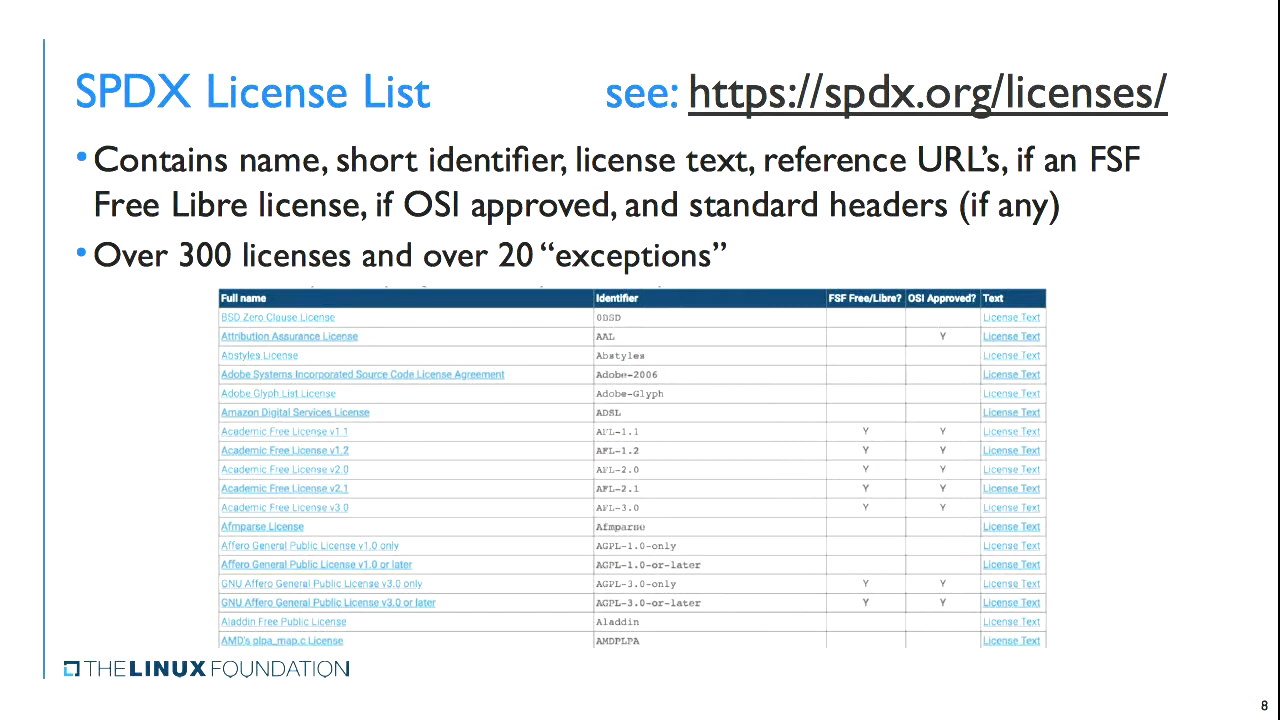 SPDX License List see: https://spdx.org/licenses/
• Contains name, short identifier, license text, reference URL’s, if an FSF
Free Libre license, if OSI approved, and standard headers (if any)
• Over 300 licenses and over 20 “exceptions”
Full name Identifier FSF Free/Libre? OSI Approved? Text
BSD Zero Clause License 0BSD License Text
Attribution Assurance License AAL Y License Text
Abstyles License Abstyles License Text
Adobe Systems Incorporated Source Code License Agreement Adobe-2006 License Text
Adobe Glyph List License Adobe-Glyph License Text
Amazon Digital Services License ADSL License Text
Academic Free License v1.1 AFL-1.1 Y Y License Text
Academic Free License v1.2 AFL-1.2 Y Y License Text
Academic Free License v2.0 AFL-2.0 Y Y License Text
Academic Free License v2.1 AFL-2.1 Y Y License Text
Academic Free License v3.0 AFL-3.0 Y Y License Text
Afmparse License Afmparse License Text
Affero General Public License v1.0 only AGPL-1.0-only License Text
Affero General Public License v1.0 or later AGPL-1.0-or-later License Text
GNU Affero General Public License v3.0 only AGPL-3.0-only Y Y License Text
GNU Affero General Public License v3.0 or later AGPL-3.0-or-later Y Y License Text
Aladdin Free Public License Aladdin License Text
AMD's plpa_map.c License AMDPLPA License Text
THE LINUX FOUNDATION
8